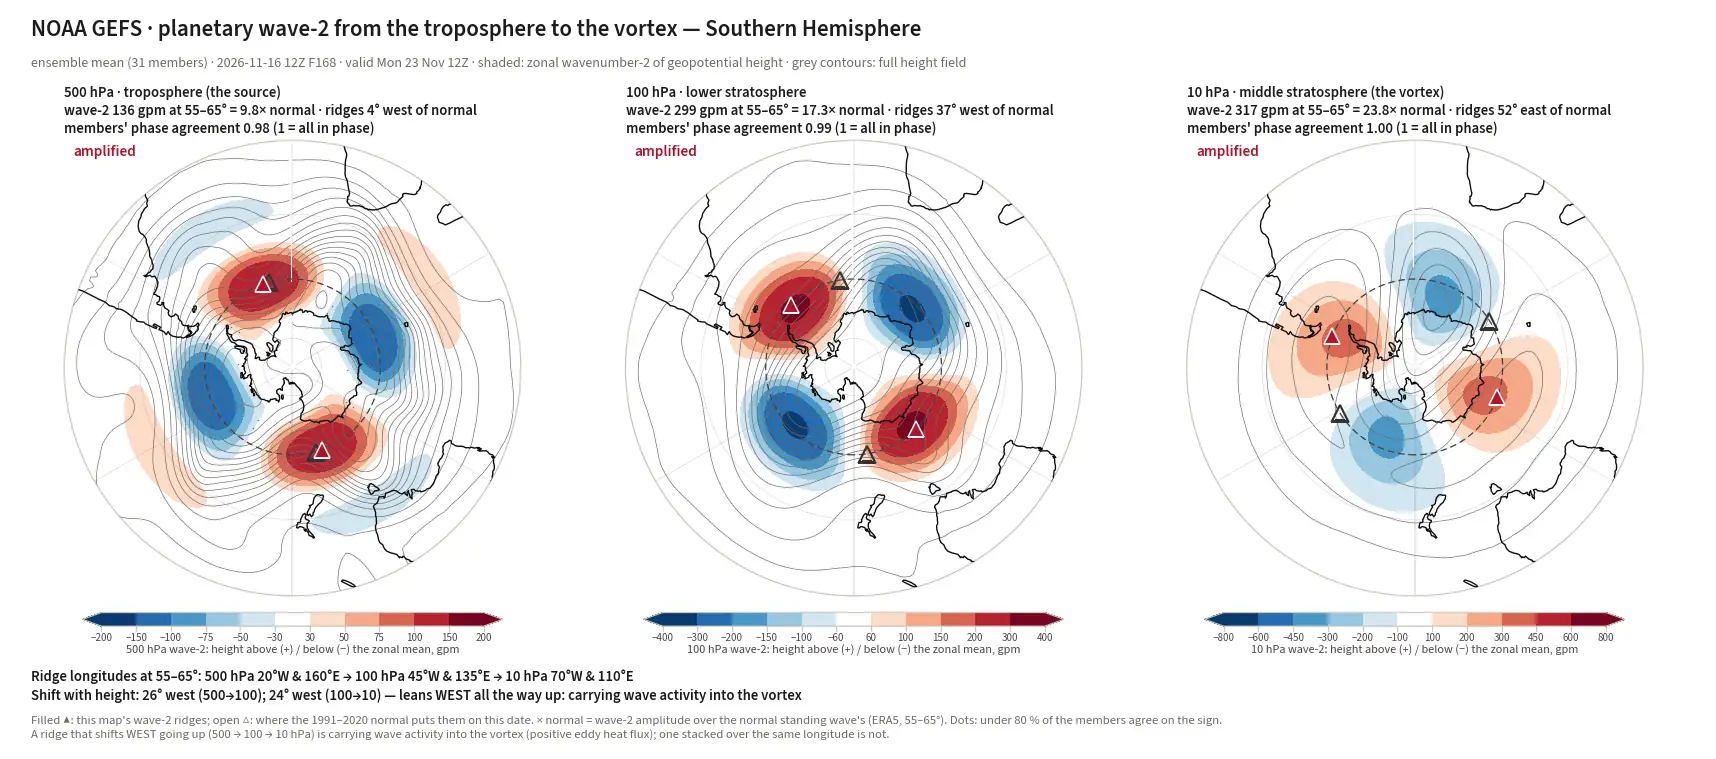 NOAA GEFS · planetary wave-2 from the troposphere to the vortex — Southern Hemisphere
ensemble mean (31 members) · 2026-11-16 12Z F168 · valid Mon 23 Nov 12Z · shaded: zonal wavenumber-2 of geopotential height · grey contours: full height field
500 hPa · troposphere (the source)
wave-2 136 gpm at 55–65° = 9.8× normal · ridges 4° west of normal
members' phase agreement 0.98 (1 = all in phase)
amplified
100 hPa · lower stratosphere
wave-2 299 gpm at 55–65° = 17.3× normal · ridges 37° west of normal
members' phase agreement 0.99 (1 = all in phase)
amplified
10 hPa · middle stratosphere (the vortex)
wave-2 317 gpm at 55–65° = 23.8× normal · ridges 52° east of normal
members' phase agreement 1.00 (1 = all in phase)
amplified
−200 −150 −100 −75 −50 −30 30 50 75 100 150 200
500 hPa wave-2: height above (+) / below (−) the zonal mean, gpm
−400 −300 −200 −150 −100 −60 60 100 150 200 300 400
100 hPa wave-2: height above (+) / below (−) the zonal mean, gpm
−800 −600 −450 −300 −200 −100 100 200 300 450 600 800
10 hPa wave-2: height above (+) / below (−) the zonal mean, gpm
Ridge longitudes at 55–65°: 500 hPa 20°W & 160°E → 100 hPa 45°W & 135°E → 10 hPa 70°W & 110°E
Shift with height: 26° west (500→100); 24° west (100→10) — leans WEST all the way up: carrying wave activity into the vortex
Filled ▲: this map's wave-2 ridges; open △: where the 1991–2020 normal puts them on this date. × normal = wave-2 amplitude over the normal standing wave's (ERA5, 55–65°). Dots: under 80 % of the members agree on the sign.
A ridge that shifts WEST going up (500 → 100 → 10 hPa) is carrying wave activity into the vortex (positive eddy heat flux); one stacked over the same longitude is not.